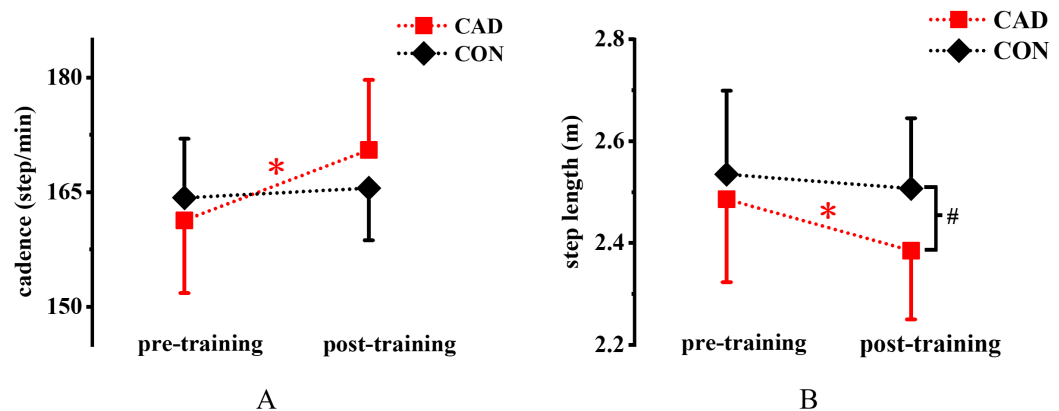 CAD
CON
cadence (step/min)
180
165
150
*
pre-training
post-training
A
CAD
CON
step length (m)
2.8
2.6
2.4
2.2
*
#
pre-training
post-training
B